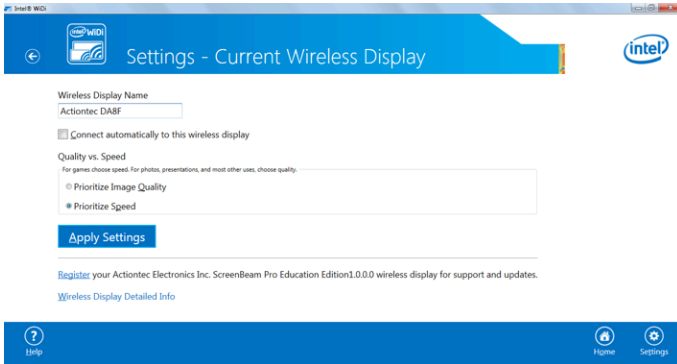 Intel® WiDi
intel WiDi
Settings - Current Wireless Display
intel
Wireless Display Name
Actiontec DA8F
Connect automatically to this wireless display
Quality vs. Speed
For games choose speed. For photos, presentations, and most other uses, choose quality.
Prioritize Image Quality
Prioritize Speed
Apply Settings
Register your Actiontec Electronics Inc. ScreenBeam Pro Education Edition1.0.0.0 wireless display for support and updates.
Wireless Display Detailed Info
?
Help
Home
Settings